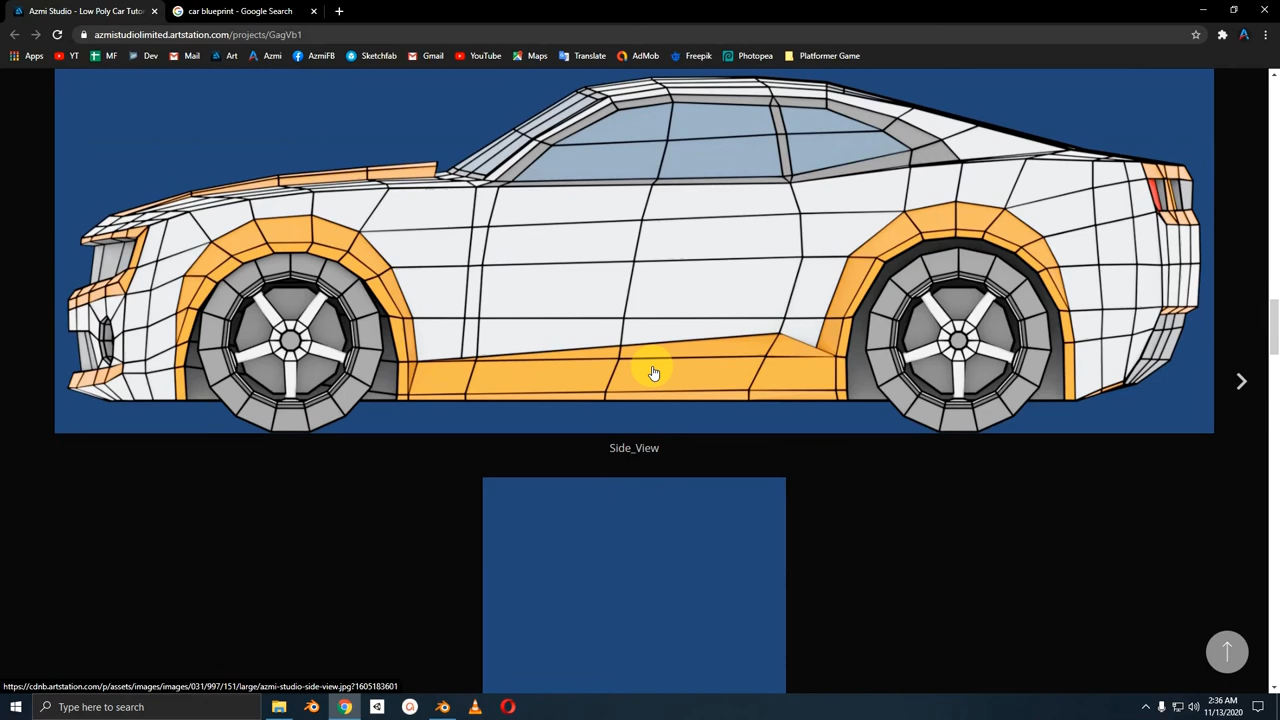 Azmi Studio - Low Poly Car Tutor
car blueprint - Google Search
azmistudiolimited.artstation.com/projects/GagVb1
Apps YT MF Dev Mail Art Azmi AzmiFB Sketchfab Gmail YouTube Maps Translate AdMob Freepik Photopea Platformer Game
Side_View
https://cdnb.artstation.com/p/assets/images/images/031/997/151/large/azmi-studio-side-view.jpg?1605183601
Type here to search
2:36 AM
11/13/2020